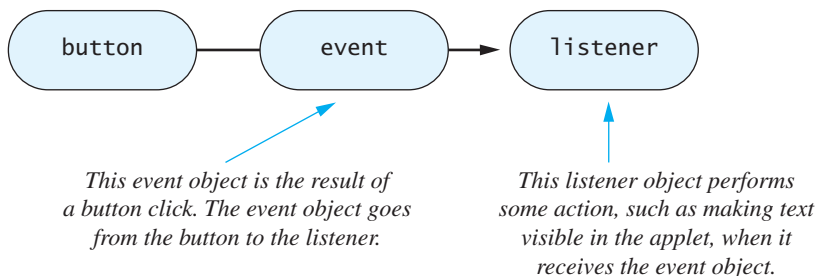 button
event
listener
This event object is the result of
a button click. The event object goes
from the button to the listener.
This listener object performs
some action, such as making text
visible in the applet, when it
receives the event object.